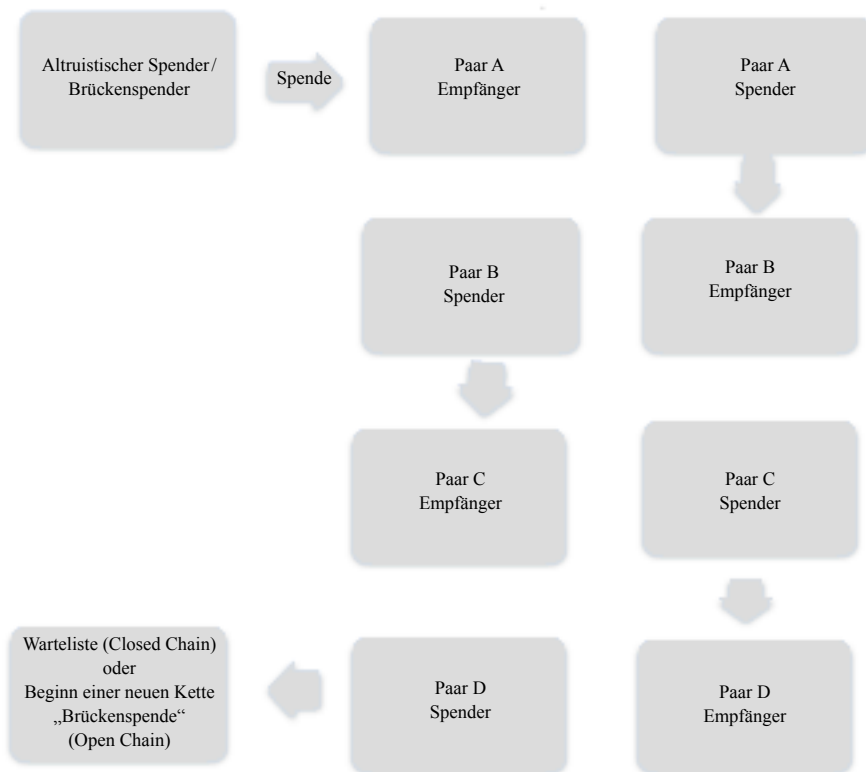 Altruistischer Spender/
Brückenspender
Spende
Paar A
Empfänger
Paar A
Spender
Paar B
Spender
Paar B
Empfänger
Paar C
Empfänger
Paar C
Spender
Warteliste (Closed Chain)
oder
Beginn einer neuen Kette
„Brückenspende“
(Open Chain)
Paar D
Spender
Paar D
Empfänger